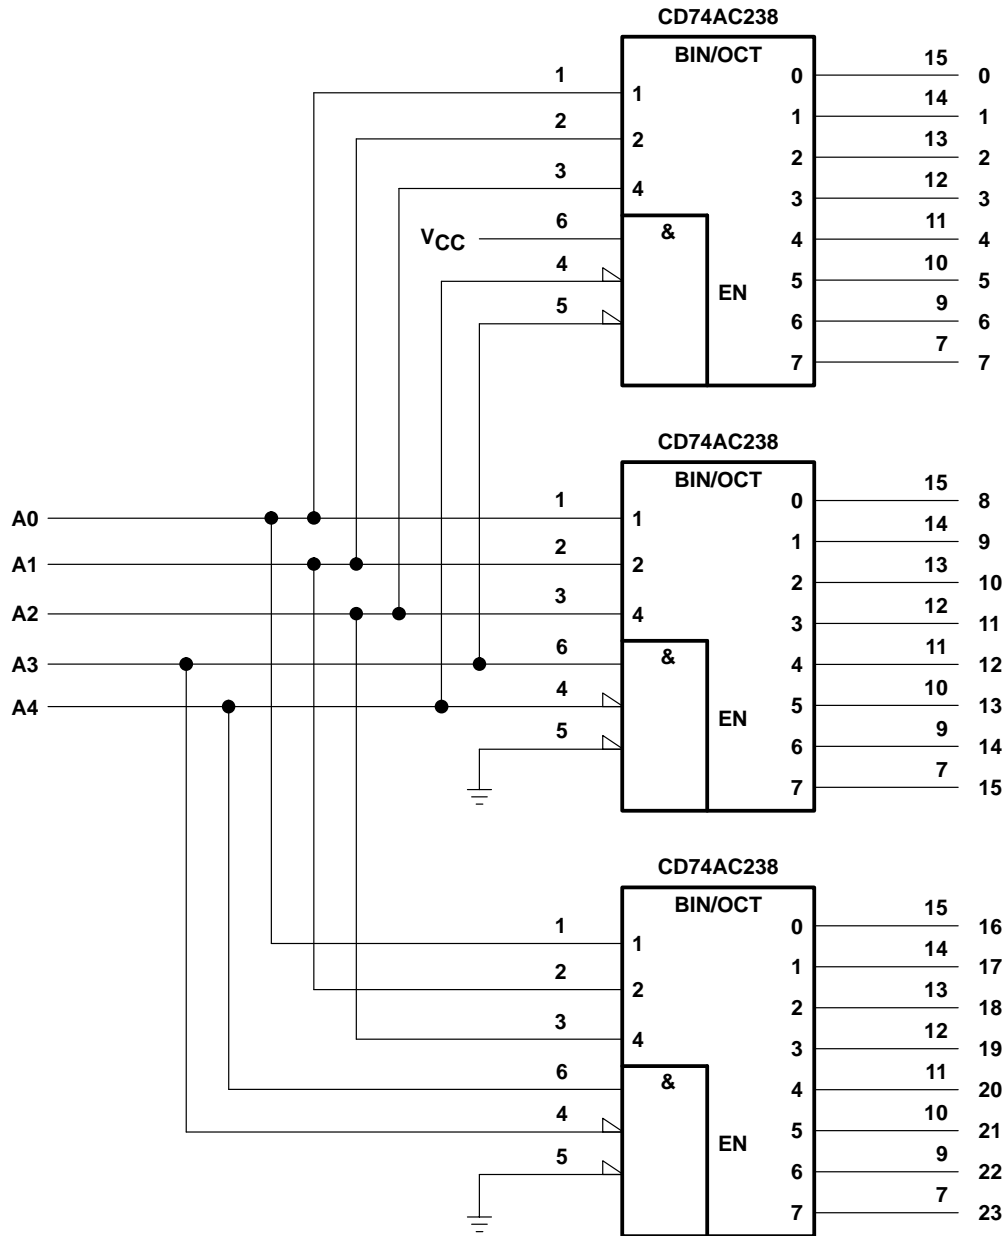 CD74AC238
BIN/OCT
1 1 0 15 0
2 2 1 14 1
3 4 2 13 2
VCC 6 & 3 12 3
4 EN 4 11 4
5 5 10 5
6 9 6
7 7 7
CD74AC238
BIN/OCT
A0 1 1 0 15 8
A1 2 2 1 14 9
A2 3 4 2 13 10
A3 6 & 3 12 11
A4 4 EN 4 11 12
5 5 10 13
6 9 14
7 7 15
CD74AC238
BIN/OCT
1 1 0 15 16
2 2 1 14 17
3 4 2 13 18
6 & 3 12 19
4 EN 4 11 20
5 5 10 21
6 9 22
7 7 23